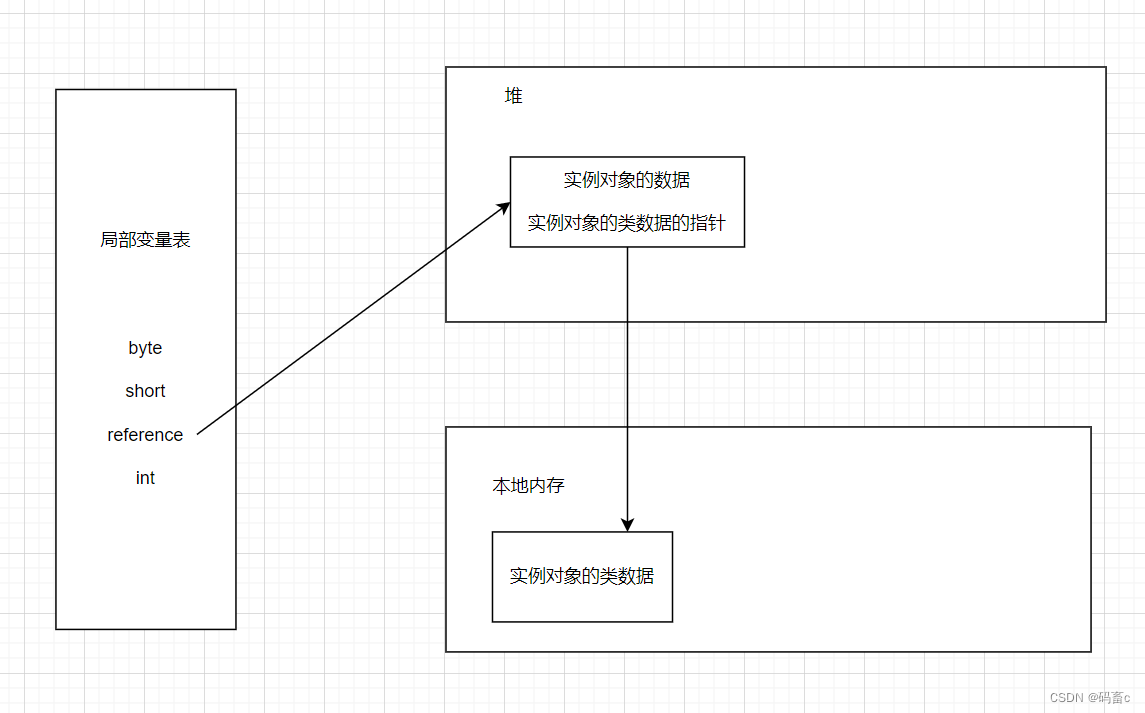 局部变量表
byte
short
reference
int
堆
实例对象的数据
实例对象的类数据的指针
本地内存
实例对象的类数据
CSDN @码畜c